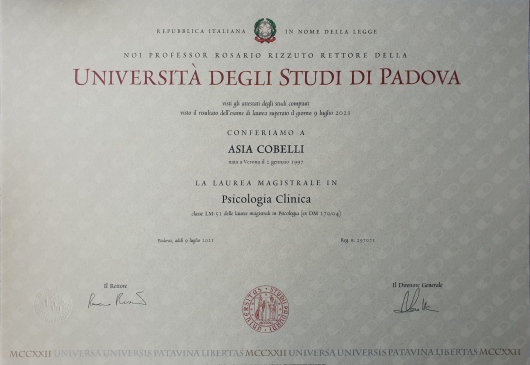 REPUBBLICA ITALIANA IN NOME DELLA LEGGE
NOI PROFESSOR ROSARIO RIZZUTO RETTORE DELLA
UNIVERSITÀ DEGLI STUDI DI PADOVA
visti gli attestati degli studi compiuti
visto il risultato dell'esame di laurea superato il giorno 9 luglio 2021
CONFERIAMO A
ASIA COBELLI
nata a Verona il 2 gennaio 1997
LA LAUREA MAGISTRALE IN
Psicologia Clinica
classe LM-51 delle lauree magistrali in Psicologia (ex DM 270/04)
Padova, addì 9 luglio 2021 Reg. n. 297071
Il Rettore Il Direttore Generale
MCCXXII UNIVERSA UNIVERSIS PATAVINA LIBERTAS MCCXXII UNIVERSA UNIVERSIS PATAVINA LIBERTAS MCCXXII